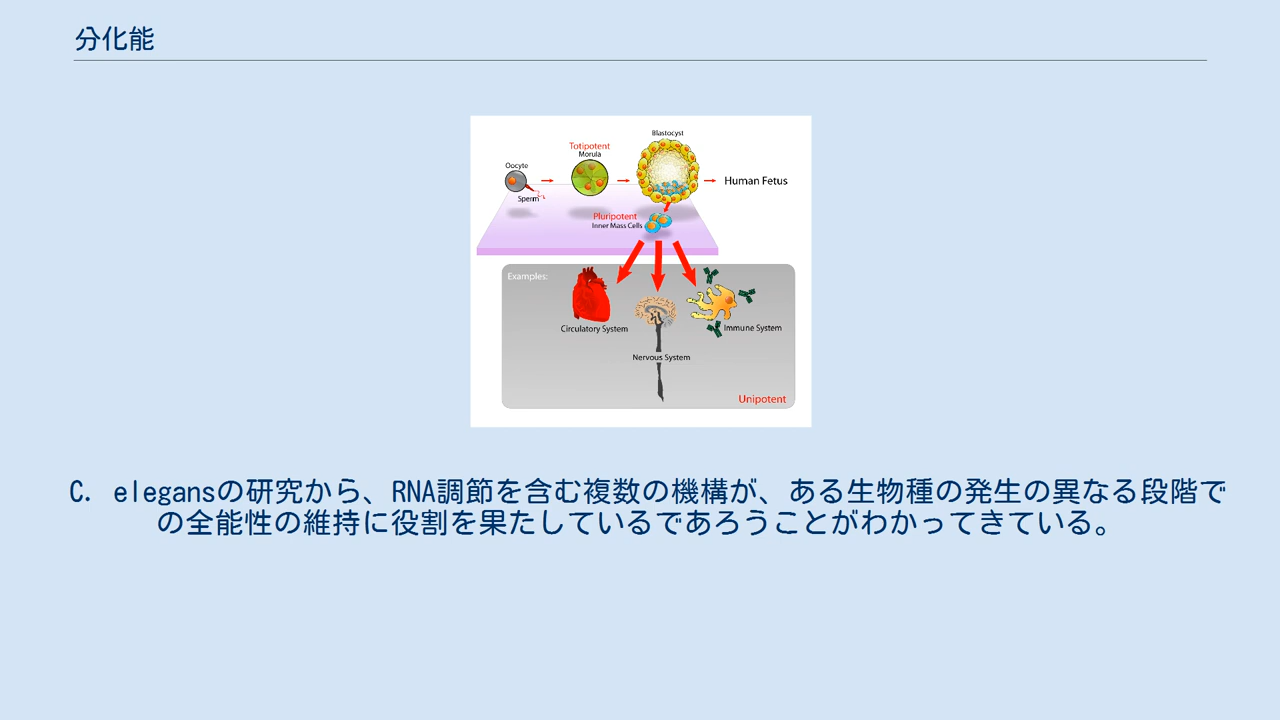 分化能
Blastocyst
Totipotent
Morula
Oocyte
Human Fetus
Sperm
Pluripotent
Inner Mass Cells
Examples:
Circulatory System
Immune System
Nervous System
Unipotent
C. elegansの研究から、RNA調節を含む複数の機構が、ある生物種の発生の異なる段階で
の全能性の維持に役割を果たしているであろうことがわかってきている。